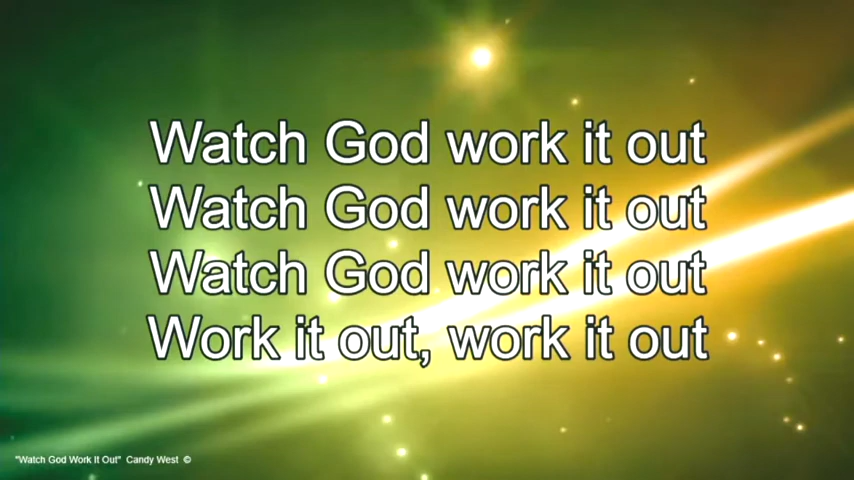 Watch God work it out
Watch God work it out
Watch God work it out
Work it out, work it out
"Watch God Work It Out" Candy West ©